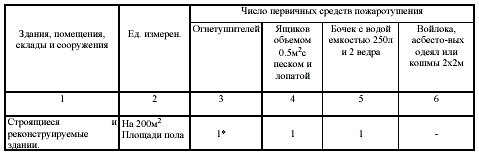 Здания, помещения,
склады и сооружения
Ед. измерен.
Число первичных средств пожаротушения
Огнетушителей
Ящиков
объемом
0.5м²с
песком и
лопатой
Бочек с водой
емкостью 250л
и 2 ведра
Войлока,
асбесто-вых
одеял или
кошмы 2х2м
1
2
3
4
5
6
Строящиеся и
реконструируемые
здании.
На 200м²
Площади пола
1*
1
1
-